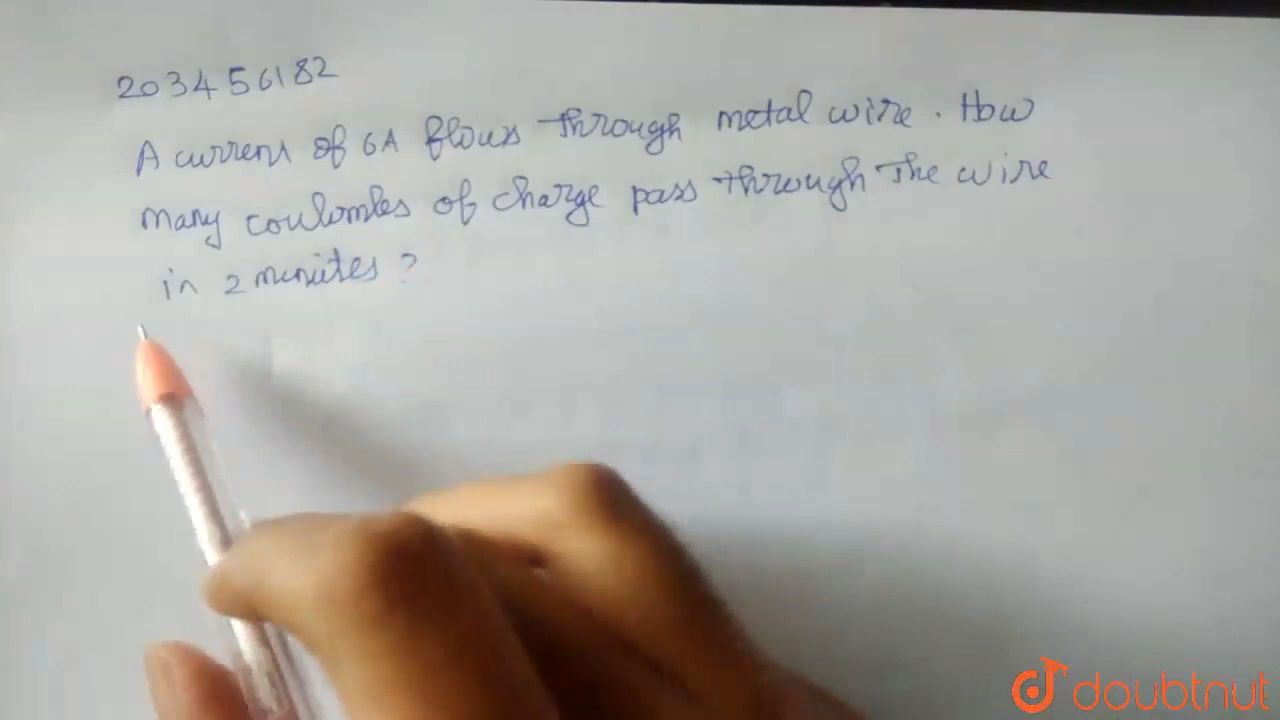 203456182
A current of 6A flows through metal wire. How
many coulombs of charge pass through the wire
in 2 minutes?
doubtnut